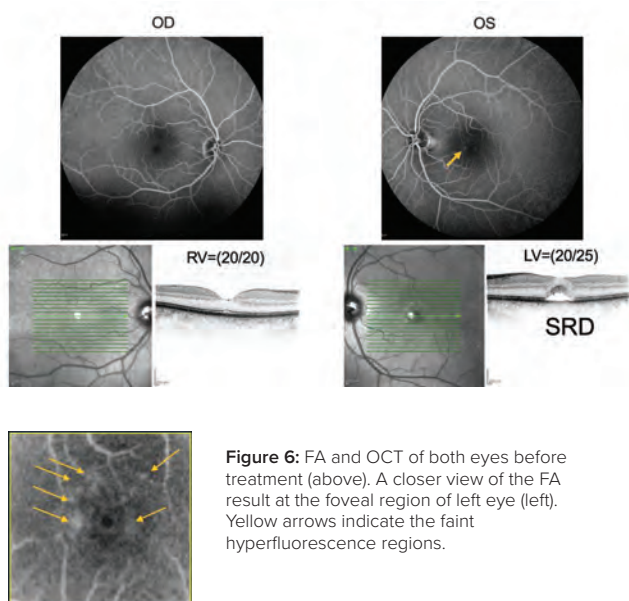 OD
OS
RV=(20/20)
LV=(20/25)
SRD
Figure 6: FA and OCT of both eyes before
treatment (above). A closer view of the FA
result at the foveal region of left eye (left).
Yellow arrows indicate the faint
hyperfluorescence regions.